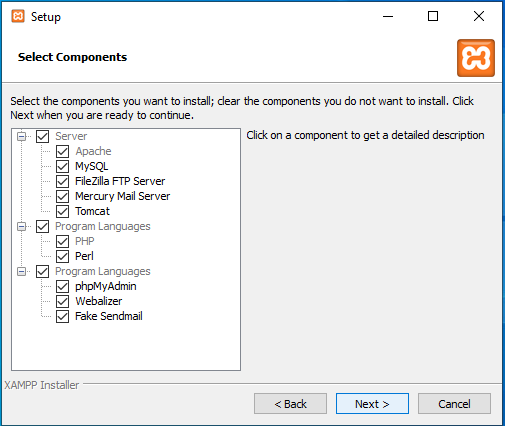 Setup
Select Components
Select the components you want to install; clear the components you do not want to install. Click
Next when you are ready to continue.
Server
Apache
MySQL
FileZilla FTP Server
Mercury Mail Server
Tomcat
Program Languages
PHP
Perl
Program Languages
phpMyAdmin
Webalizer
Fake Sendmail
Click on a component to get a detailed description
XAMPP Installer
< Back
Next >
Cancel